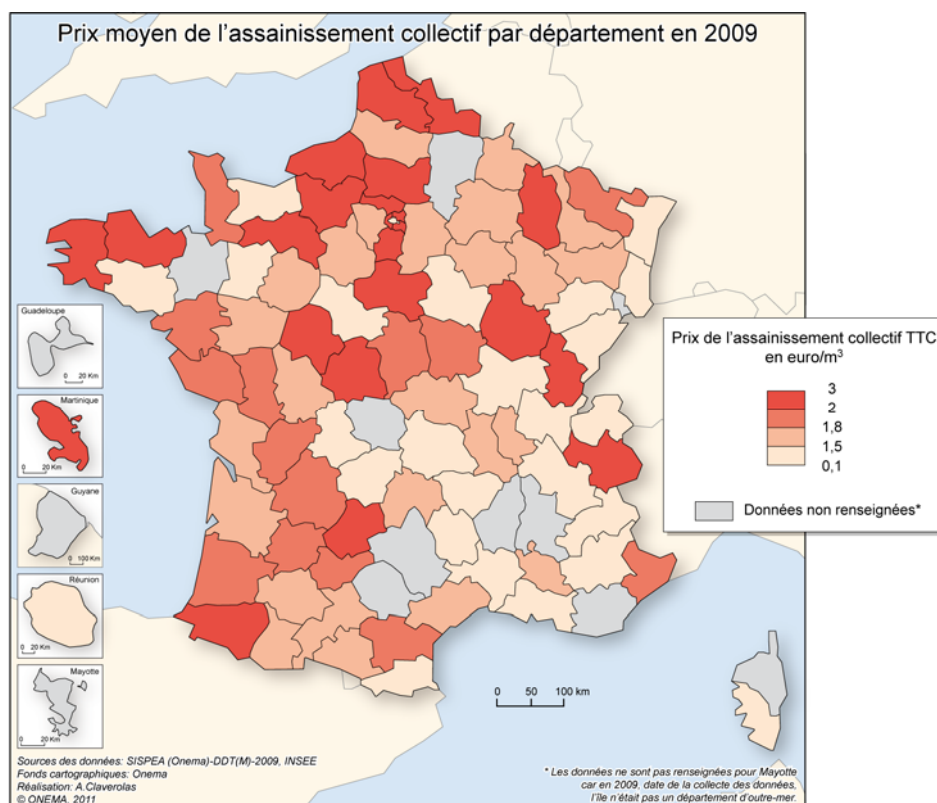 Prix moyen de l'assainissement collectif par département en 2009
Guadeloupe
0 20 Km
Martinique
0 20 Km
Guyane
0 100 Km
Réunion
0 20 Km
Mayotte
0 20 Km
Prix de l'assainissement collectif TTC
en euro/m³
3
2
1,8
1,5
0,1
Données non renseignées*
0 50 100 km
Sources des données: SISPEA (Onema)-DDT(M)-2009, INSEE
Fonds cartographiques: Onema
Réalisation: A.Claverolas
© ONEMA, 2011
* Les données ne sont pas renseignées pour Mayotte
car en 2009, date de la collecte des données,
l'île n'était pas un département d'outre-mer.